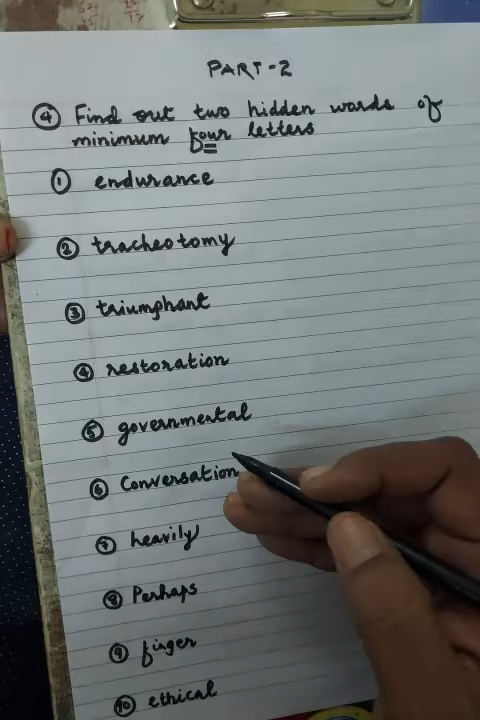 PART-2
④ Find out two hidden words of
minimum four letters
① endurance
② tracheotomy
③ triumphant
④ restoration
⑤ governmental
⑥ Conversation
⑦ heavily
⑧ Perhaps
⑨ finger
⑩ ethical